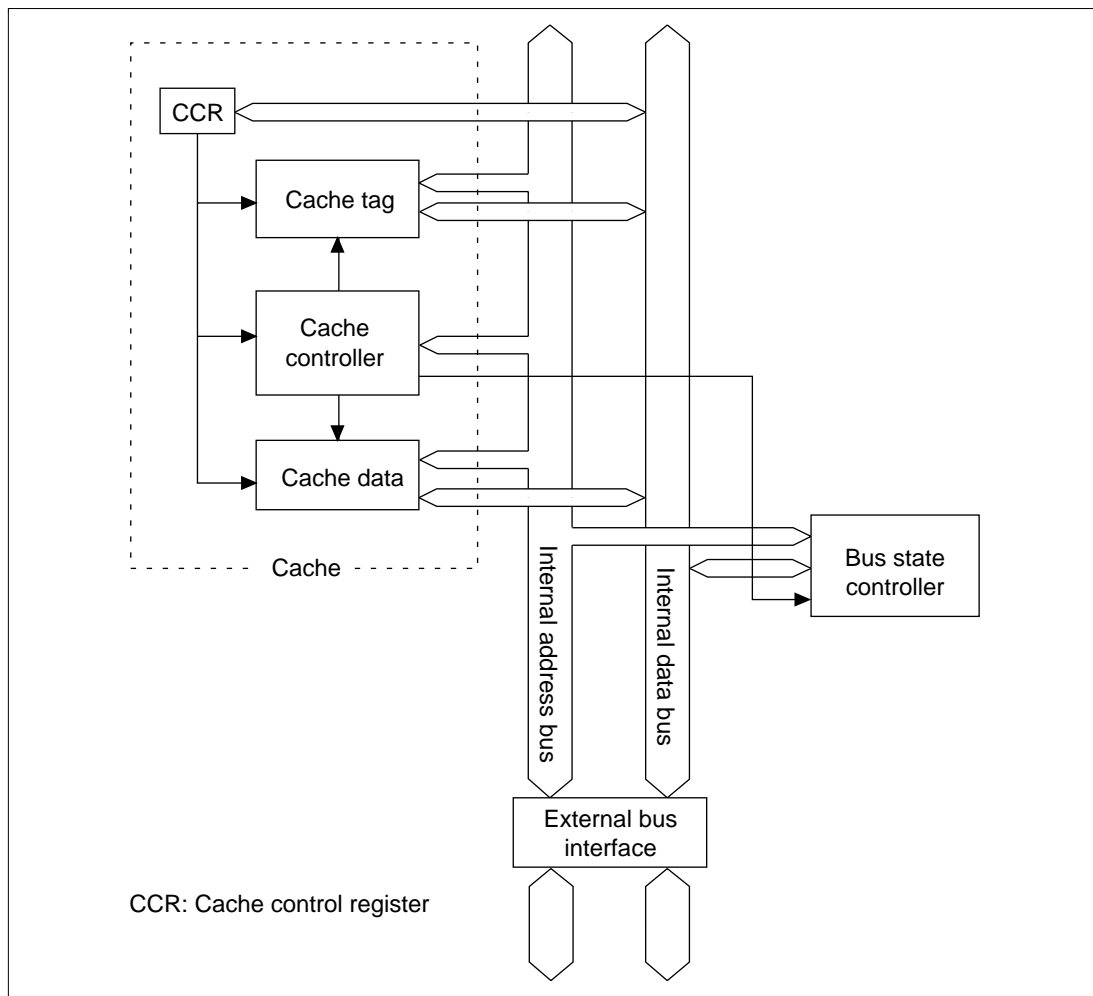 CCR
Cache tag
Cache
controller
Cache data
Cache
Internal address bus
Internal data bus
Bus state
controller
External bus
interface
CCR: Cache control register